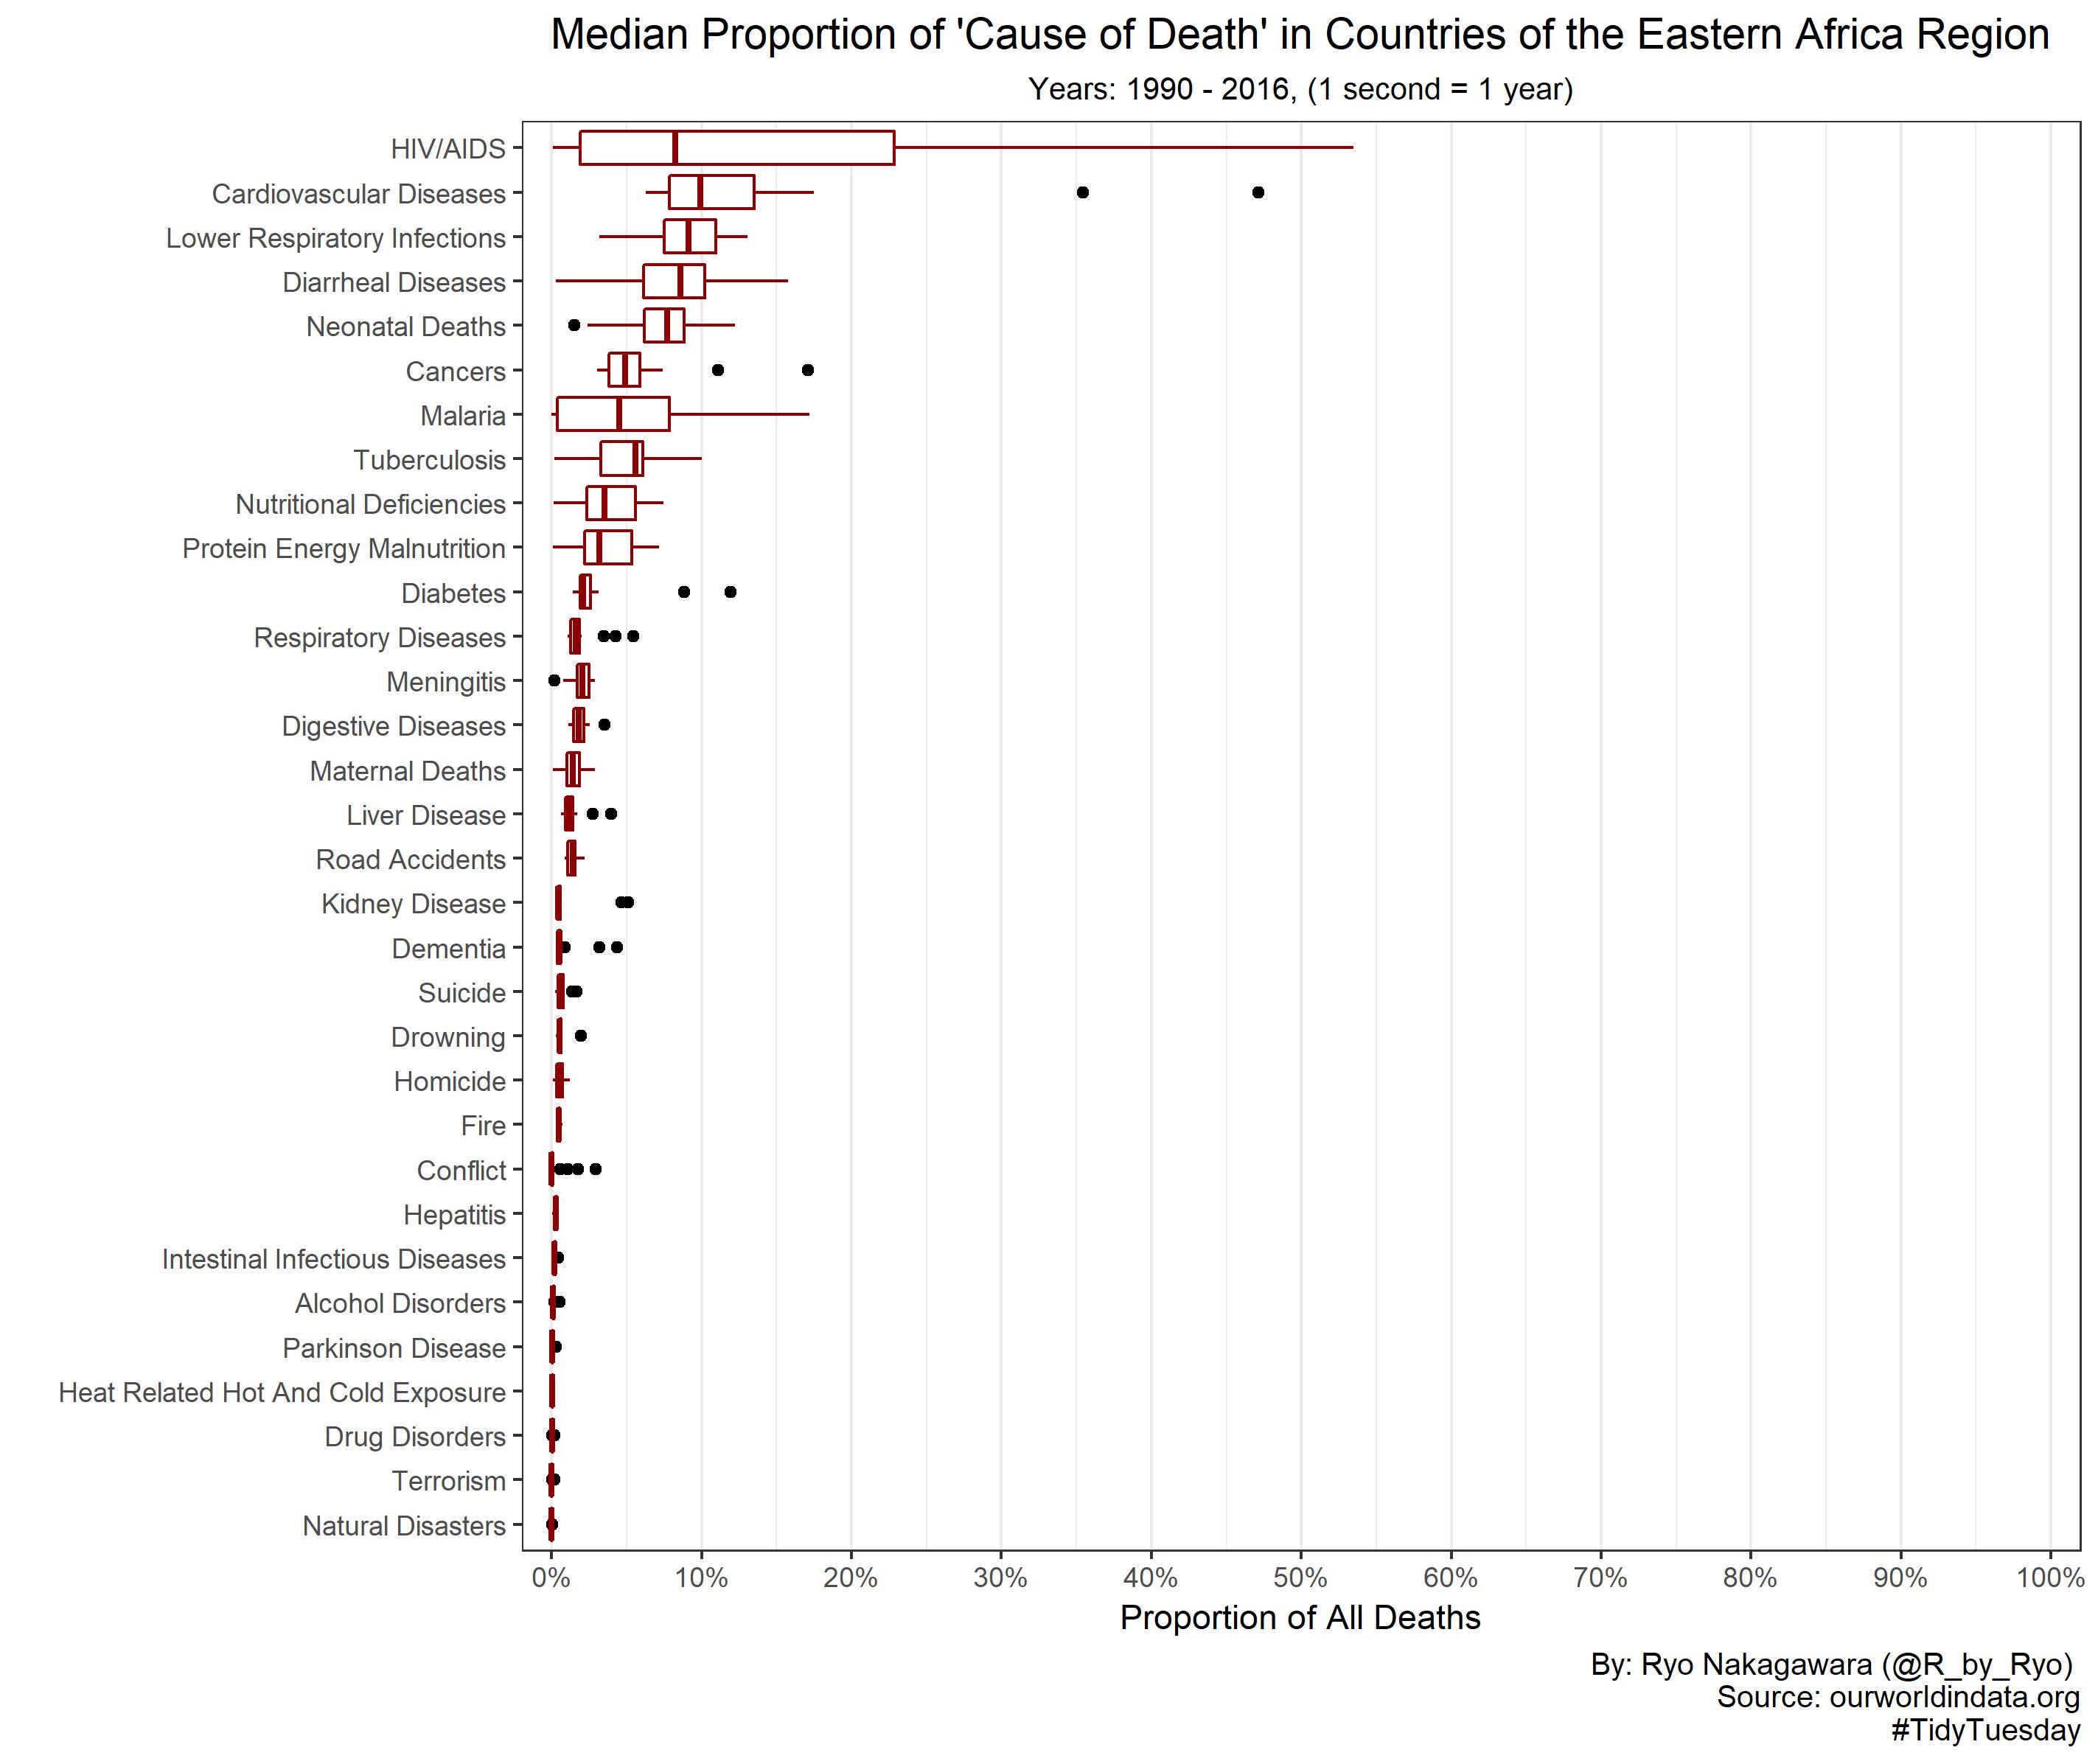 Median Proportion of 'Cause of Death' in Countries of the Eastern Africa Region
Years: 1990 - 2016, (1 second = 1 year)
HIV/AIDS
Cardiovascular Diseases
Lower Respiratory Infections
Diarrheal Diseases
Neonatal Deaths
Cancers
Malaria
Tuberculosis
Nutritional Deficiencies
Protein Energy Malnutrition
Diabetes
Respiratory Diseases
Meningitis
Digestive Diseases
Maternal Deaths
Liver Disease
Road Accidents
Kidney Disease
Dementia
Suicide
Drowning
Homicide
Fire
Conflict
Hepatitis
Intestinal Infectious Diseases
Alcohol Disorders
Parkinson Disease
Heat Related Hot And Cold Exposure
Drug Disorders
Terrorism
Natural Disasters
0% 10% 20% 30% 40% 50% 60% 70% 80% 90% 100%
Proportion of All Deaths
By: Ryo Nakagawara (@R_by_Ryo)
Source: ourworldindata.org
#TidyTuesday